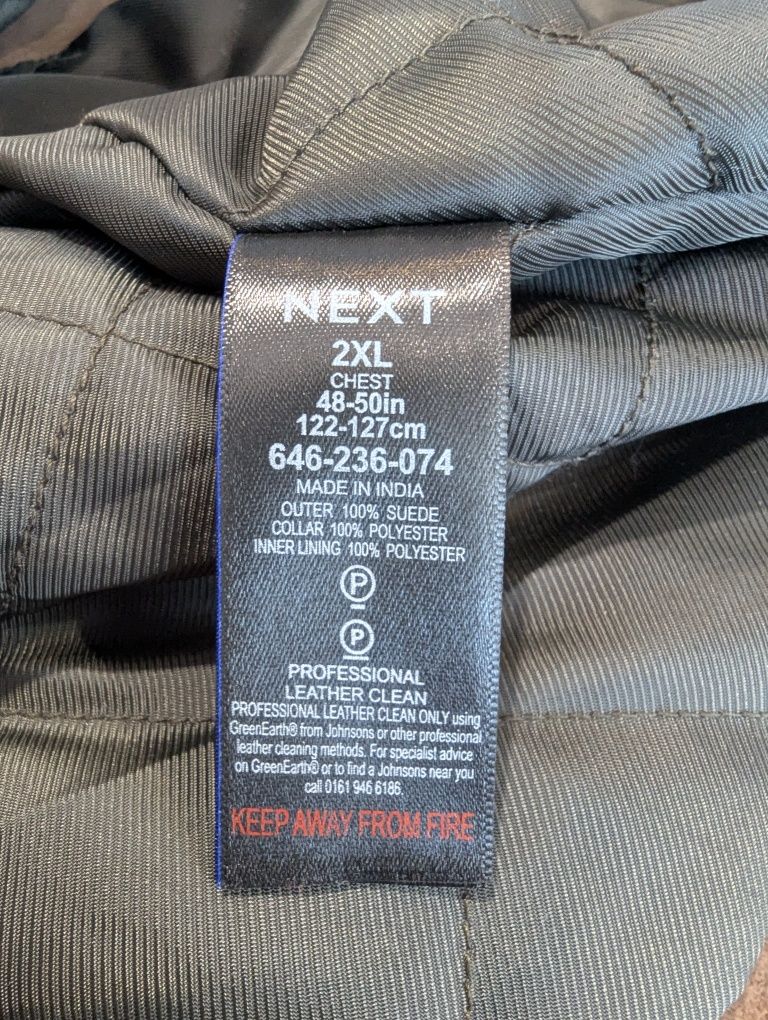 NEXT
2XL
CHEST
48-50in
122-127cm
646-236-074
MADE IN INDIA
OUTER 100% SUEDE
COLLAR 100% POLYESTER
INNER LINING 100% POLYESTER
P
P
PROFESSIONAL
LEATHER CLEAN
PROFESSIONAL LEATHER CLEAN ONLY using
GreenEarth® from Johnsons or other professional
leather cleaning methods. For specialist advice
on GreenEarth® or to find a Johnsons near you
call 0161 946 6186.
KEEP AWAY FROM FIRE